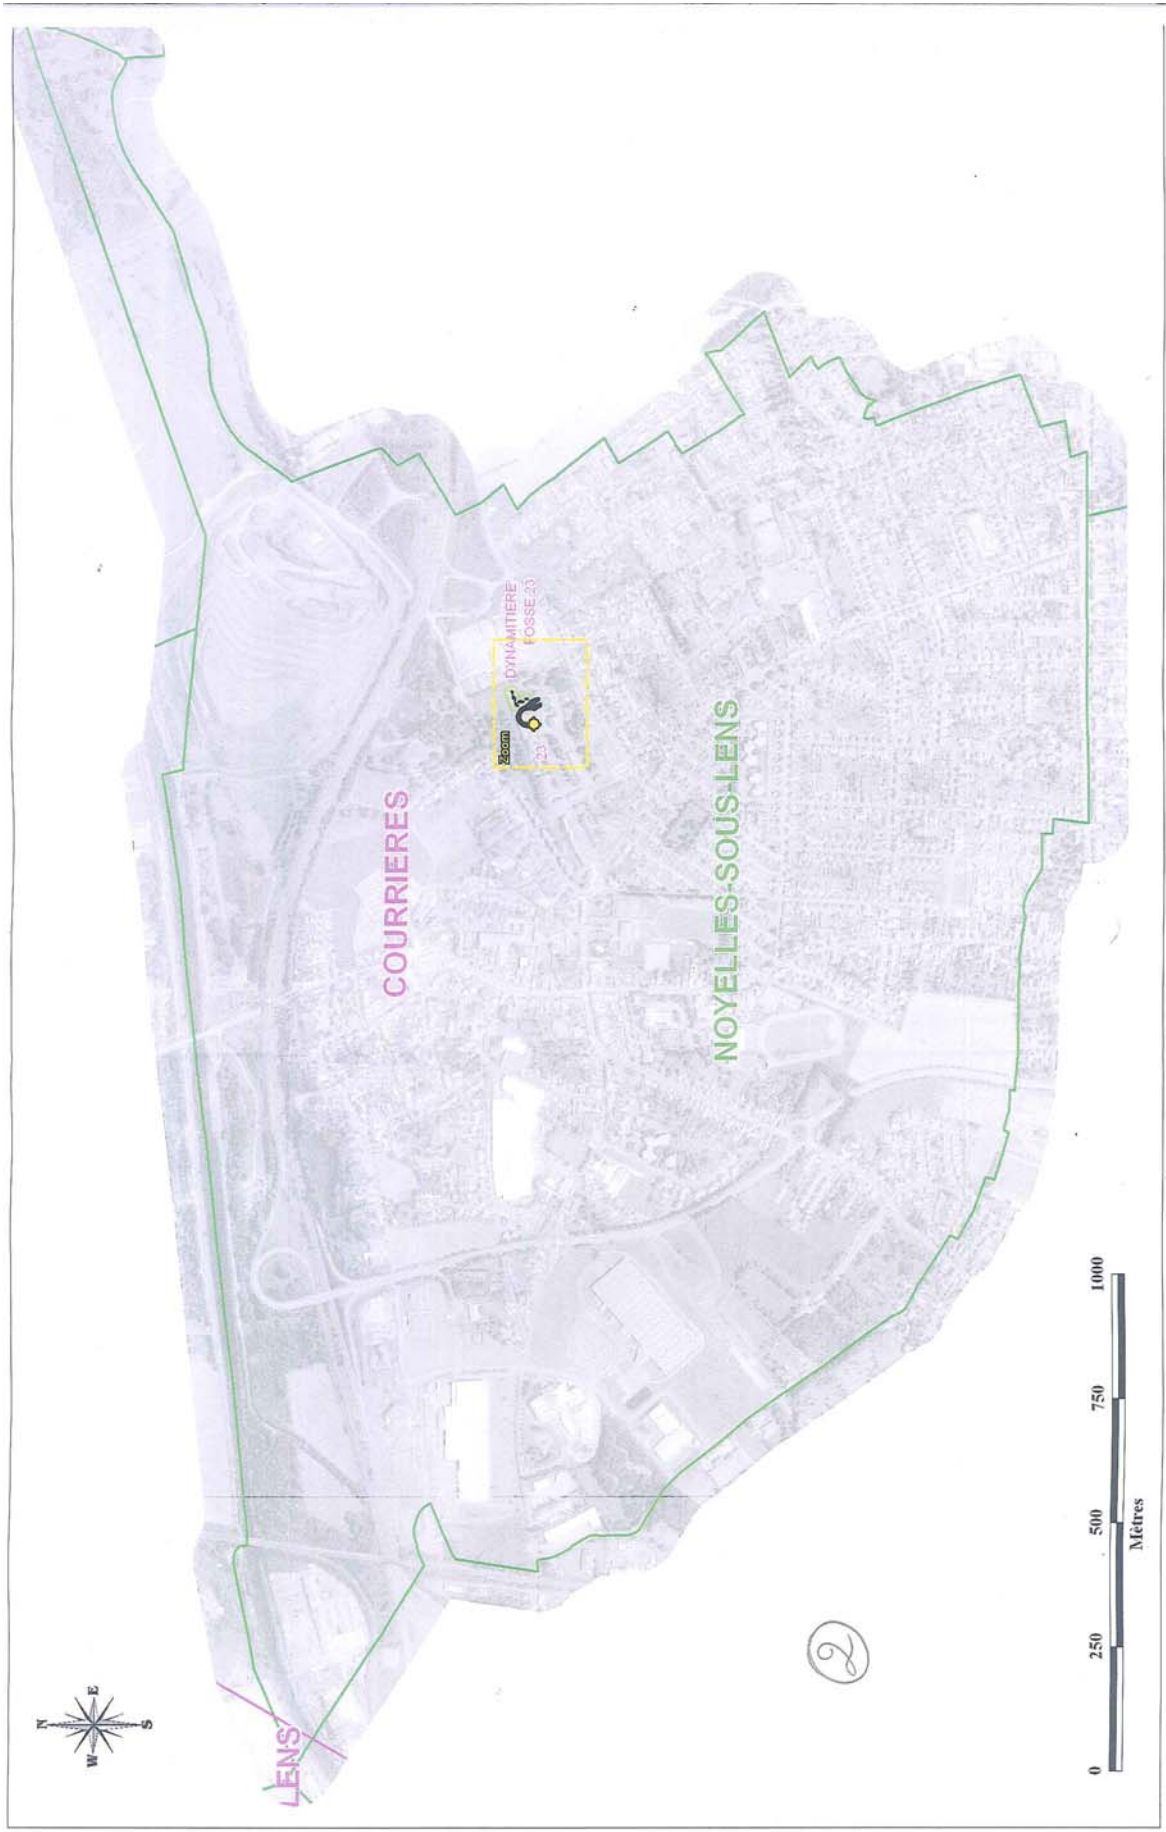 N
W E
S
LENS
COURRIERES
DYNAMITIERE
FOSSE 23
Zoom
23
NOYELLES-SOUS-LENS
2
0 250 500 750 1000
Mètres